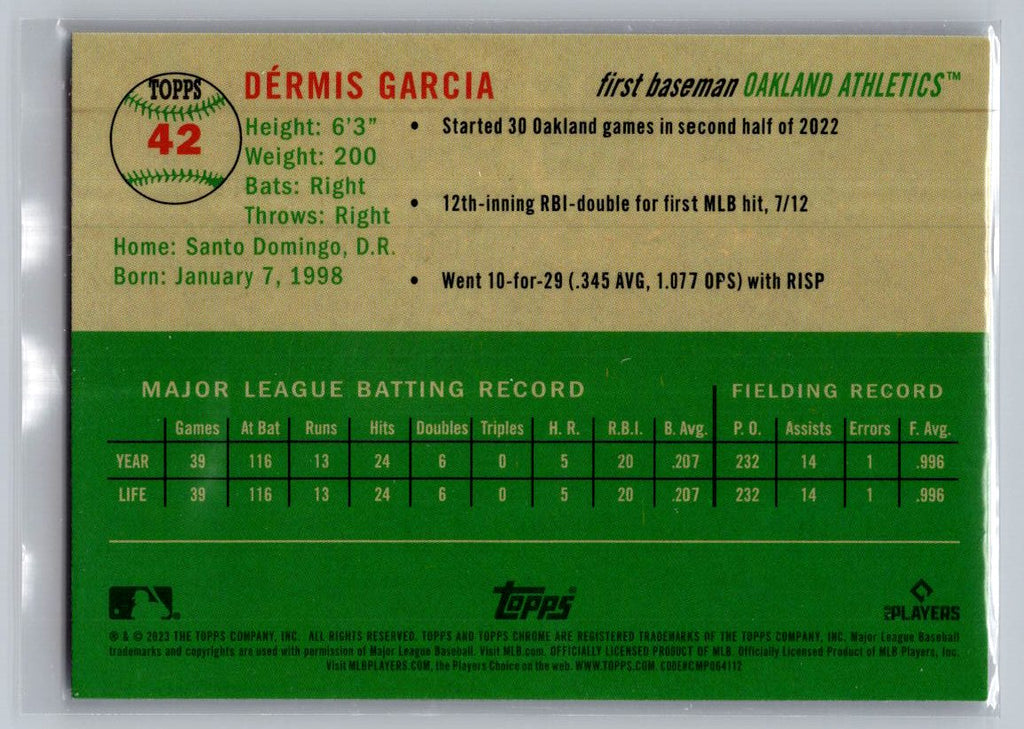 TOPPS
42
DÉRMIS GARCIA
first baseman OAKLAND ATHLETICS™
Height: 6'3"
Weight: 200
Bats: Right
Throws: Right
Home: Santo Domingo, D.R.
Born: January 7, 1998
• Started 30 Oakland games in second half of 2022
• 12th-inning RBI-double for first MLB hit, 7/12
• Went 10-for-29 (.345 AVG, 1.077 OPS) with RISP
MAJOR LEAGUE BATTING RECORD FIELDING RECORD
Games At Bat Runs Hits Doubles Triples H. R. R.B.I. B. Avg. P. O. Assists Errors F. Avg.
YEAR 39 116 13 24 6 0 5 20 .207 232 14 1 .996
LIFE 39 116 13 24 6 0 5 20 .207 232 14 1 .996
Topps®
MLB PLAYERS
® & © 2023 THE TOPPS COMPANY, INC. ALL RIGHTS RESERVED. TOPPS AND TOPPS CHROME ARE REGISTERED TRADEMARKS OF THE TOPPS COMPANY, INC. Major League Baseball
trademarks and copyrights are used with permission of Major League Baseball. Visit MLB.com. OFFICIALLY LICENSED PRODUCT OF MLB. Officially Licensed Product of MLB Players, Inc.
Visit MLBPLAYERS.COM, the Players Choice on the web. WWW.TOPPS.COM CODE#CMP064112